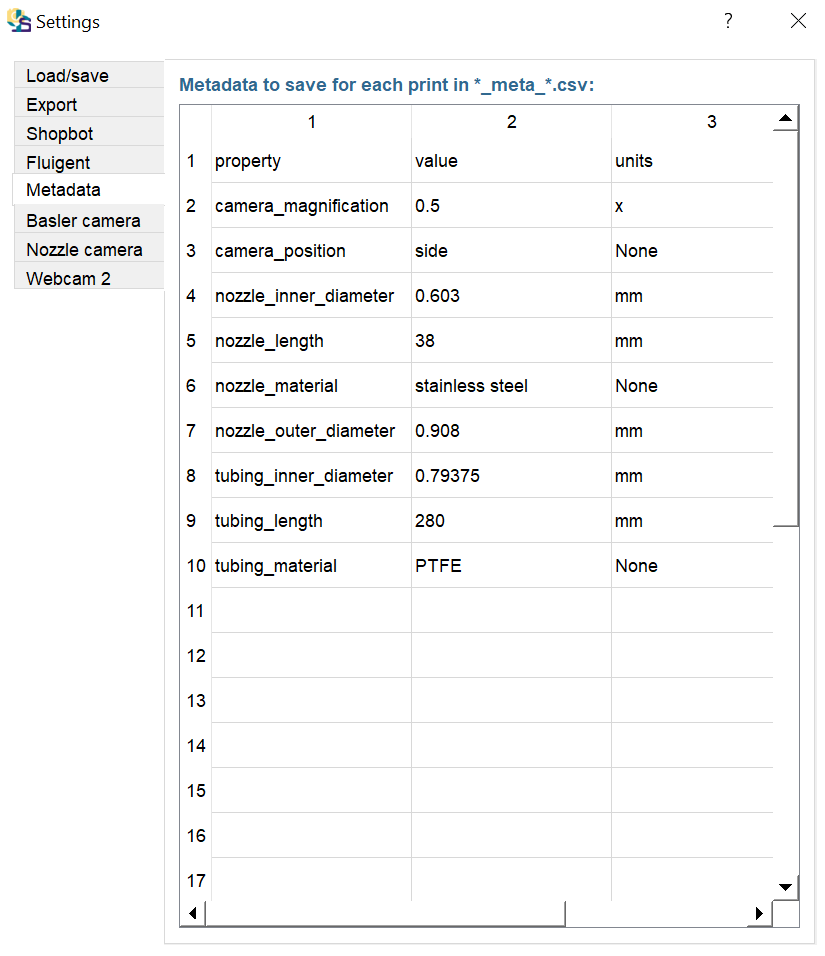 Settings ?
Load/save
Export
Shopbot
Fluigent
Metadata
Basler camera
Nozzle camera
Webcam 2
Metadata to save for each print in *_meta_*.csv:
1 2 3
1 property value units
2 camera_magnification 0.5 x
3 camera_position side None
4 nozzle_inner_diameter 0.603 mm
5 nozzle_length 38 mm
6 nozzle_material stainless steel None
7 nozzle_outer_diameter 0.908 mm
8 tubing_inner_diameter 0.79375 mm
9 tubing_length 280 mm
10 tubing_material PTFE None
11
12
13
14
15
16
17